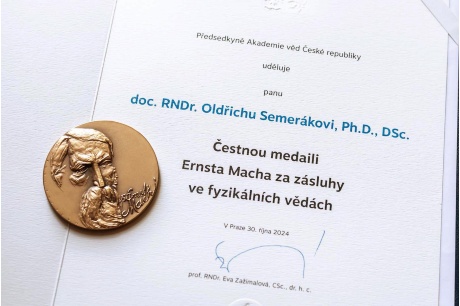 Předsedkyně Akademie věd České republiky
uděluje
panu
doc. RNDr. Oldřichu Semerákovi, Ph.D., DSc.
Čestnou medaili
Ernsta Macha za zásluhy
ve fyzikálních vědách
V Praze 30. října 2024
prof. RNDr. Eva Zažímalová, CSc., dr. h. c.